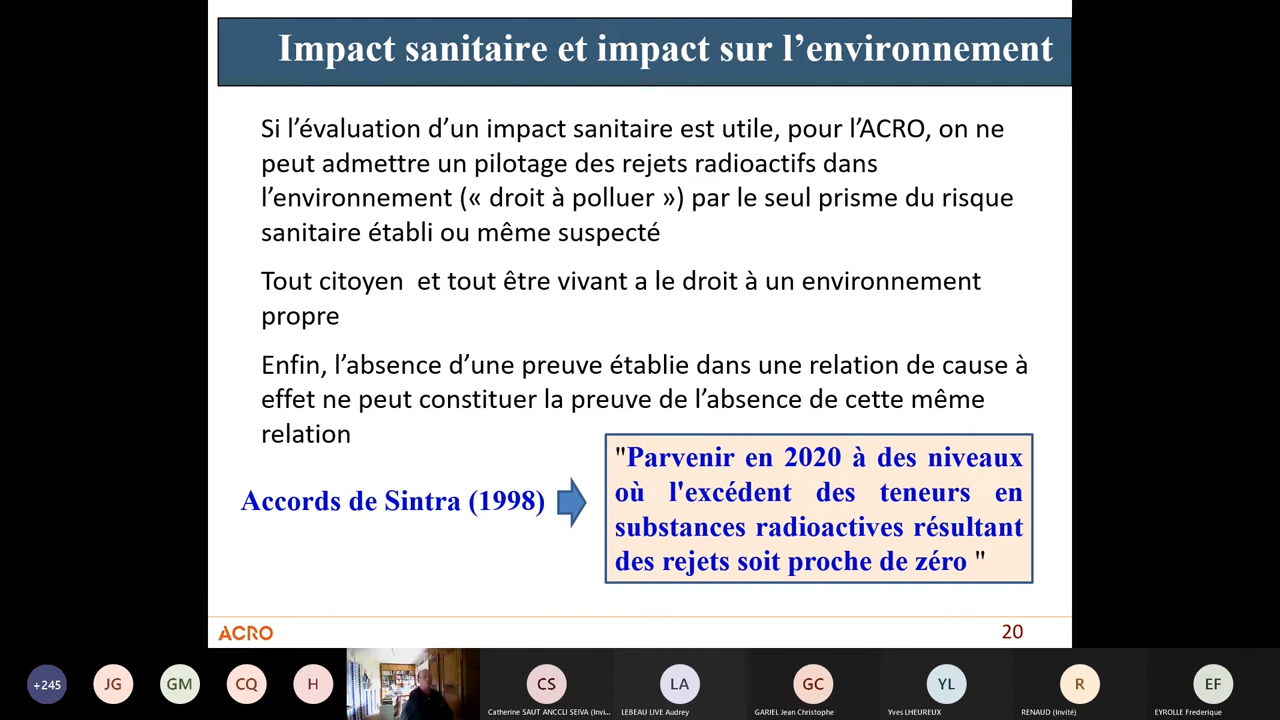 Impact sanitaire et impact sur l’environnement
Si l’évaluation d’un impact sanitaire est utile, pour l’ACRO, on ne
peut admettre un pilotage des rejets radioactifs dans
l’environnement (« droit à polluer ») par le seul prisme du risque
sanitaire établi ou même suspecté
Tout citoyen et tout être vivant a le droit à un environnement
propre
Enfin, l’absence d’une preuve établie dans une relation de cause à
effet ne peut constituer la preuve de l’absence de cette même
relation
Accords de Sintra (1998)
"Parvenir en 2020 à des niveaux
où l'excédent des teneurs en
substances radioactives résultant
des rejets soit proche de zéro "
ACRO
20
+245
JG
GM
CQ
H
CS
Catherine SAUT ANCCLI SEIVA (Invi...
LA
LEBEAU LIVE Audrey
GC
GARIEL Jean Christophe
YL
Yves LHEUREUX
R
RENAUD (Invité)
EF
EYROLLE Frederique